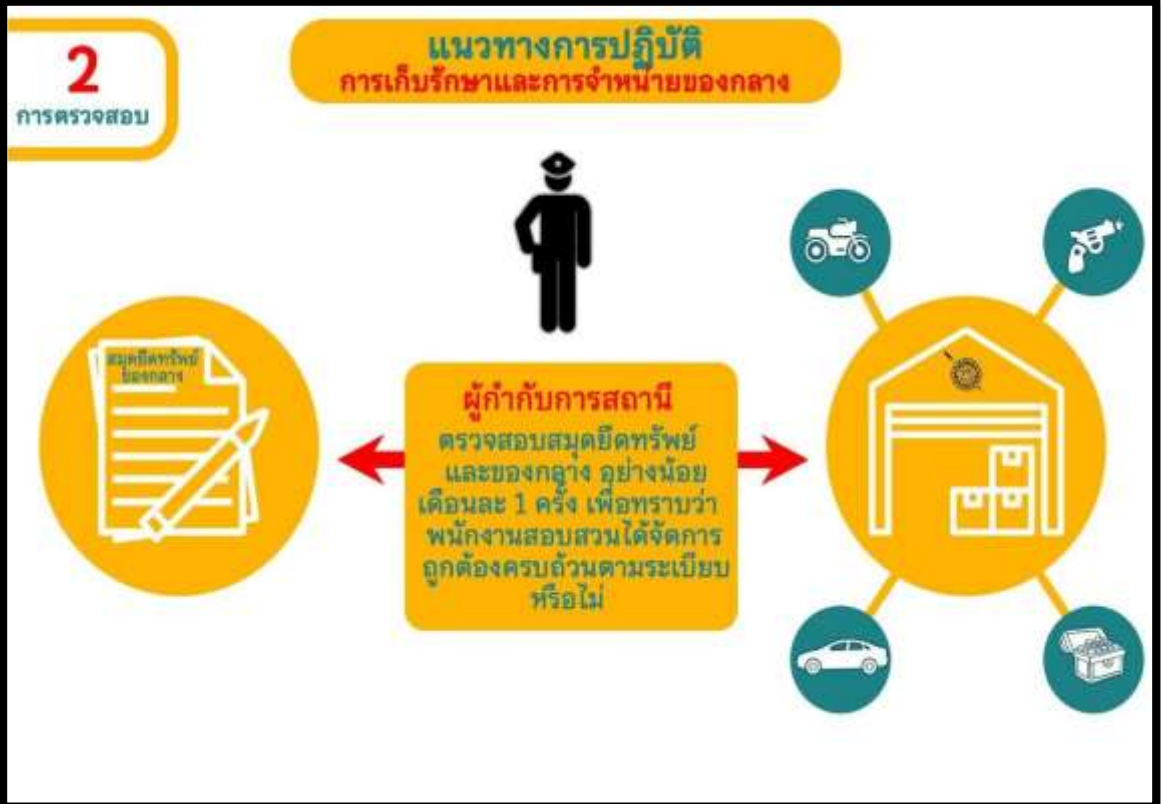 2
การตรวจสอบ
แนวทางการปฏิบัติ
การเก็บรักษาและการจำหน่ายของกลาง
สมุดยึดทรัพย์
ของกลาง
ผู้กำกับการสถานี
ตรวจสอบสมุดยึดทรัพย์
และของกลาง อย่างน้อย
เดือนละ 1 ครั้ง เพื่อทราบว่า
พนักงานสอบสวนได้จัดการ
ถูกต้องครบถ้วนตามระเบียบ
หรือไม่